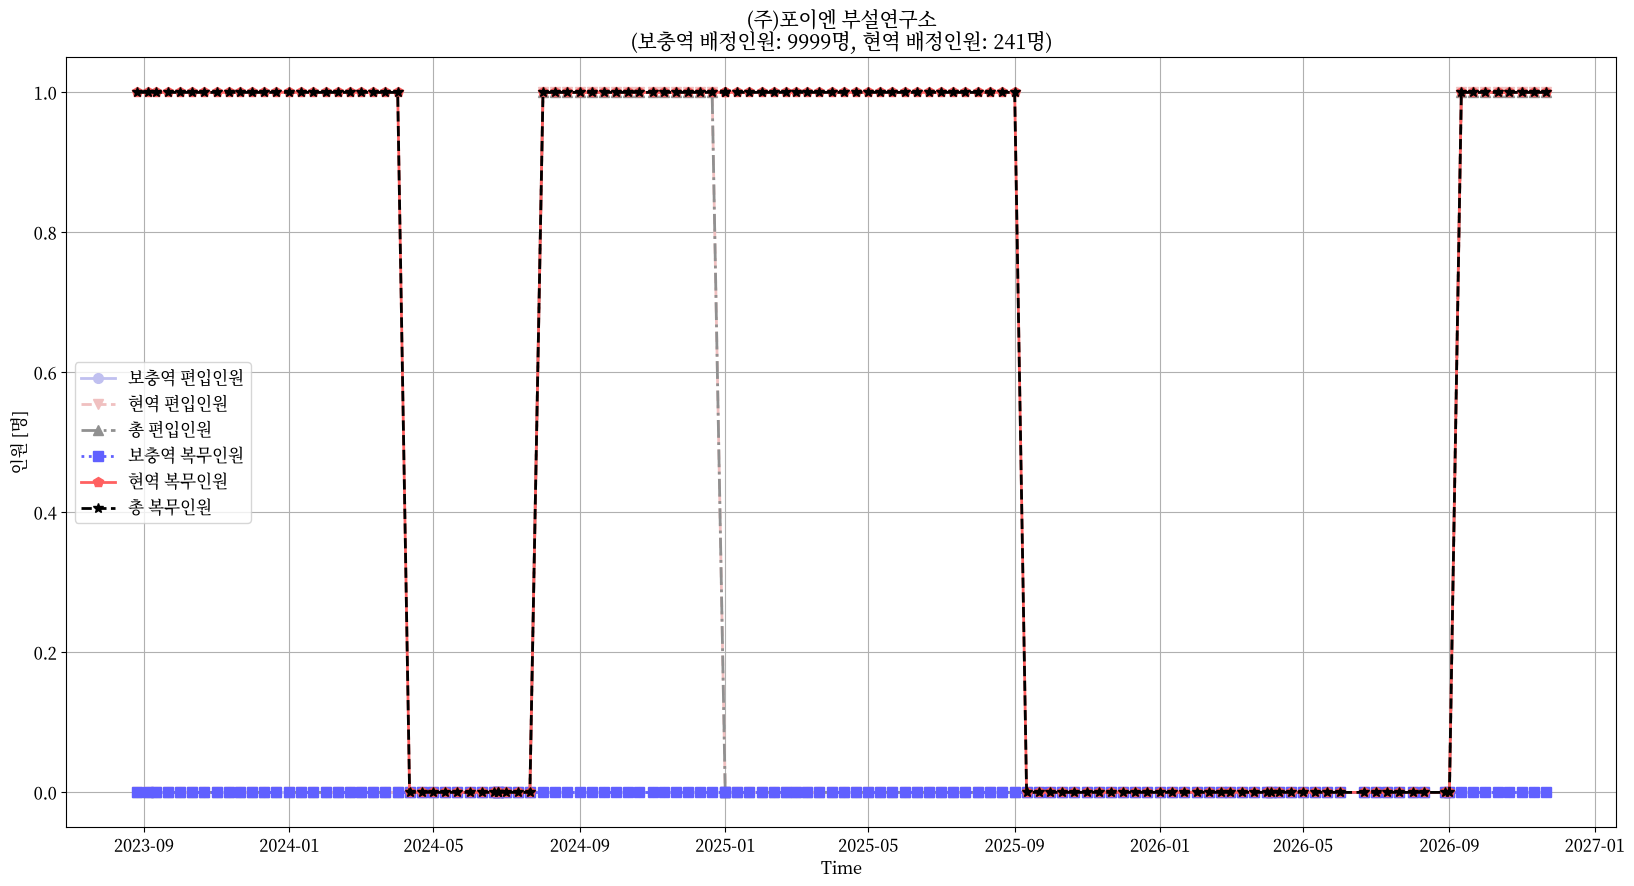 (주)포이엔 부설연구소
(보충역 배정인원: 9999명, 현역 배정인원: 241명)
인원 [명]
1.0
0.8
0.6
0.4
0.2
0.0
보충역 편입인원
현역 편입인원
총 편입인원
보충역 복무인원
현역 복무인원
총 복무인원
2023-09 2024-01 2024-05 2024-09 2025-01 2025-05 2025-09 2026-01 2026-05 2026-09 2027-01
Time